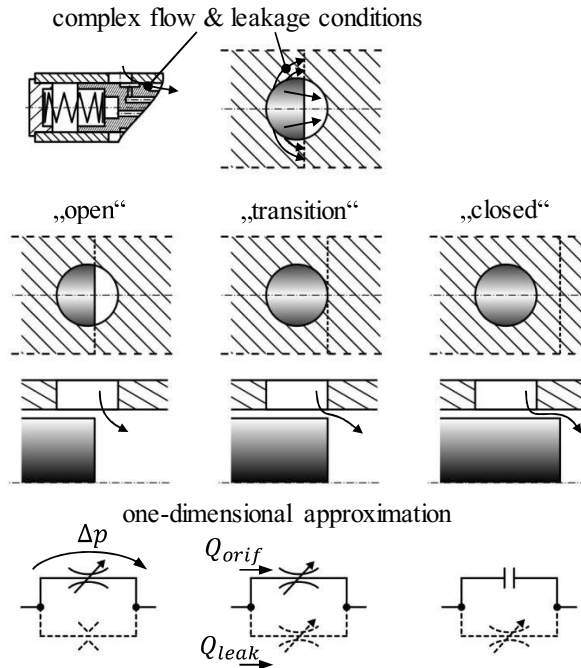 complex flow & leakage conditions
„open“ „transition“ „closed“
one-dimensional approximation
Δp
Q_orif
Q_leak